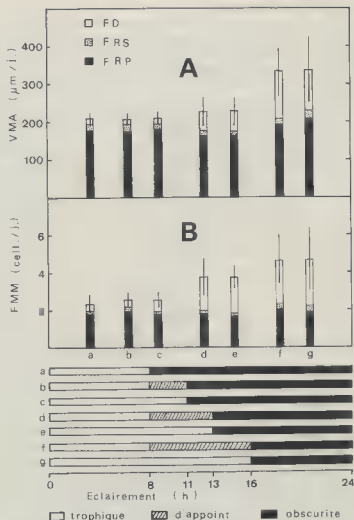 FD
FRS
FRP
A
VMA (µm/j.)
400
300
200
100
B
FMM (cell./j.)
6
4
a b c d e f g
a
b
c
d
e
f
g
0 8 11 13 16 24
Eclairement (h)
trophique d appoint obscurite